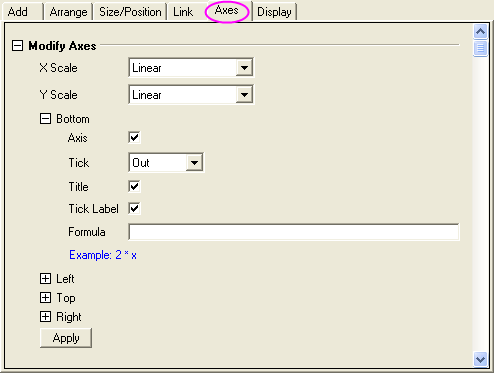 Add Arrange Size/Position Link Axes Display
Modify Axes
X Scale Linear
Y Scale Linear
Bottom
Axis
Tick Out
Title
Tick Label
Formula
Example: 2 * x
Left
Top
Right
Apply